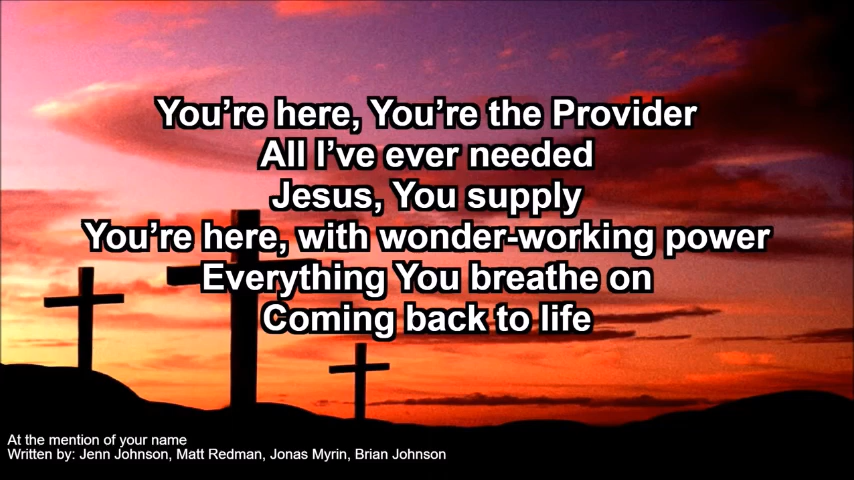 You’re here, You’re the Provider
All I’ve ever needed
Jesus, You supply
You’re here, with wonder-working power
Everything You breathe on
Coming back to life
At the mention of your name
Written by: Jenn Johnson, Matt Redman, Jonas Myrin, Brian Johnson